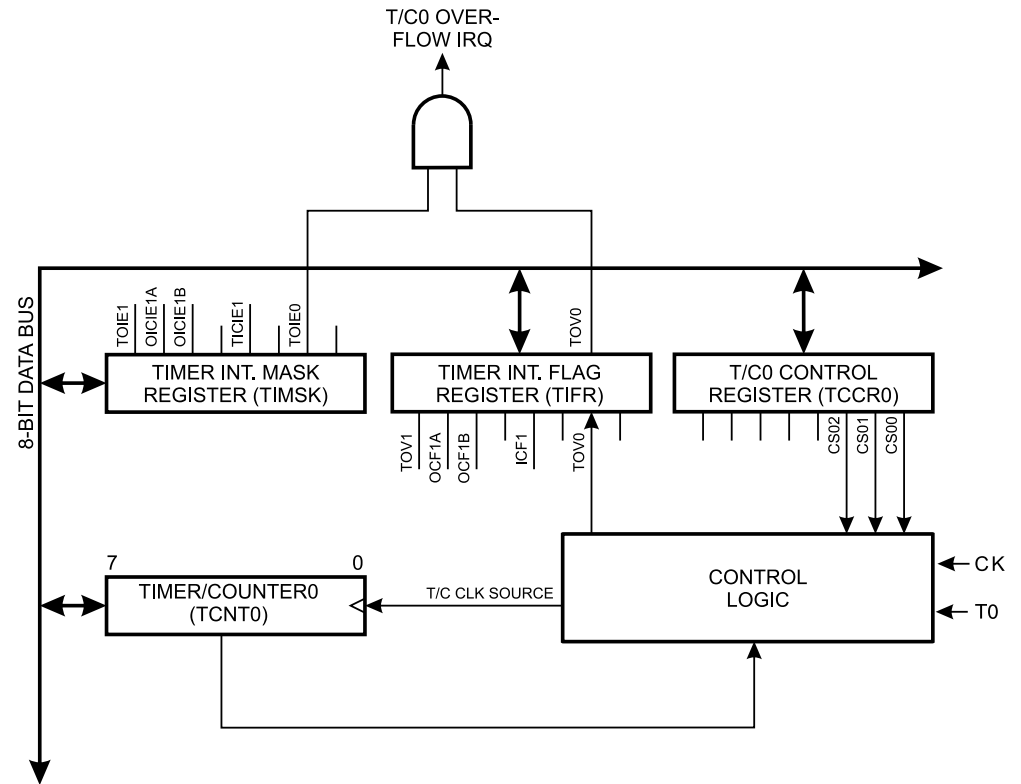 T/C0 OVER-
FLOW IRQ
8-BIT DATA BUS
TOIE1
OICIE1A
OICIE1B
TICIE1
TOIE0
TOV0
TIMER INT. MASK
REGISTER (TIMSK)
TIMER INT. FLAG
REGISTER (TIFR)
T/C0 CONTROL
REGISTER (TCCR0)
TOV1
OCF1A
OCF1B
ICF1
TOV0
CS02
CS01
CS00
7
0
TIMER/COUNTER0
(TCNT0)
T/C CLK SOURCE
CONTROL
LOGIC
CK
T0